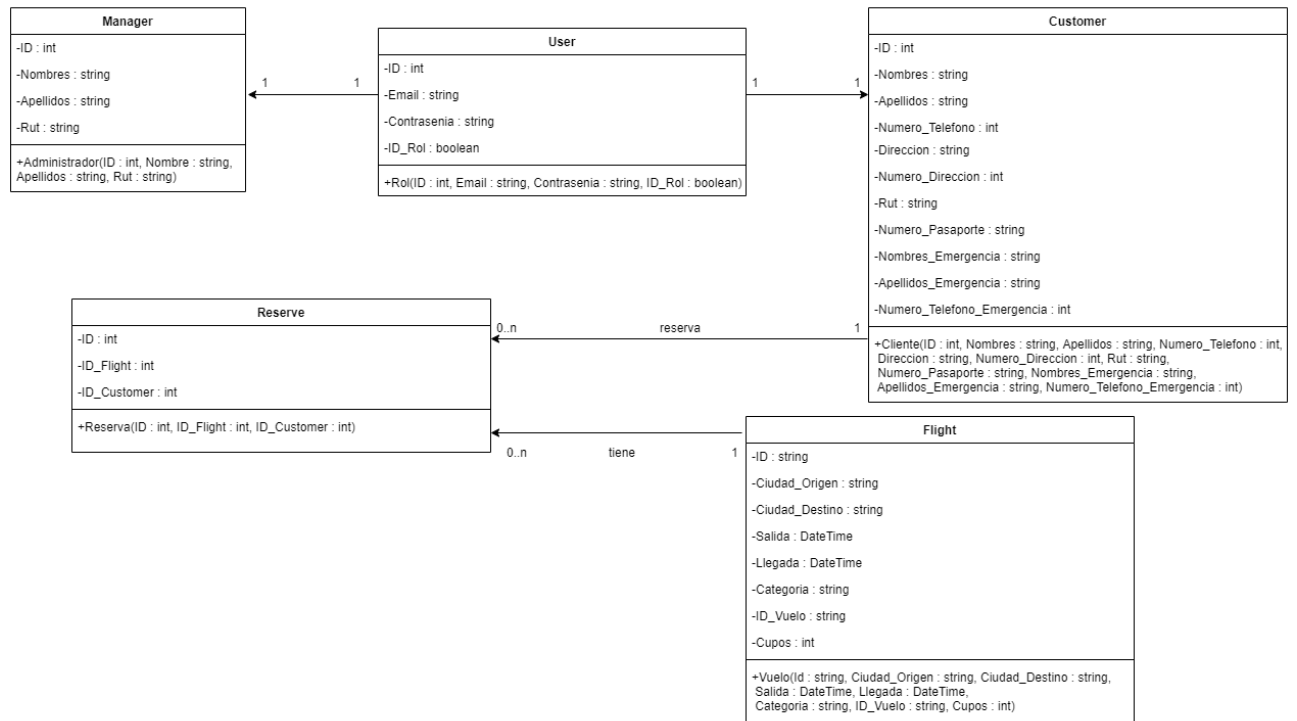 Manager
-ID : int
-Nombres : string
-Apellidos : string
-Rut : string
+Administrador(ID : int, Nombre : string,
Apellidos : string, Rut : string)
1
1
User
-ID : int
-Email : string
-Contrasenia : string
-ID_Rol : boolean
+Rol(ID : int, Email : string, Contrasenia : string, ID_Rol : boolean)
1
1
Customer
-ID : int
-Nombres : string
-Apellidos : string
-Numero_Telefono : int
-Direccion : string
-Numero_Direccion : int
-Rut : string
-Numero_Pasaporte : string
-Nombres_Emergencia : string
-Apellidos_Emergencia : string
-Numero_Telefono_Emergencia : int
+Cliente(ID : int, Nombres : string, Apellidos : string, Numero_Telefono : int,
Direccion : string, Numero_Direccion : int, Rut : string,
Numero_Pasaporte : string, Nombres_Emergencia : string,
Apellidos_Emergencia : string, Numero_Telefono_Emergencia : int)
Reserve
-ID : int
-ID_Flight : int
-ID_Customer : int
+Reserva(ID : int, ID_Flight : int, ID_Customer : int)
0..n reserva 1
0..n tiene 1
Flight
-ID : string
-Ciudad_Origen : string
-Ciudad_Destino : string
-Salida : DateTime
-Llegada : DateTime
-Categoria : string
-ID_Vuelo : string
-Cupos : int
+Vuelo(Id : string, Ciudad_Origen : string, Ciudad_Destino : string,
Salida : DateTime, Llegada : DateTime,
Categoria : string, ID_Vuelo : string, Cupos : int)